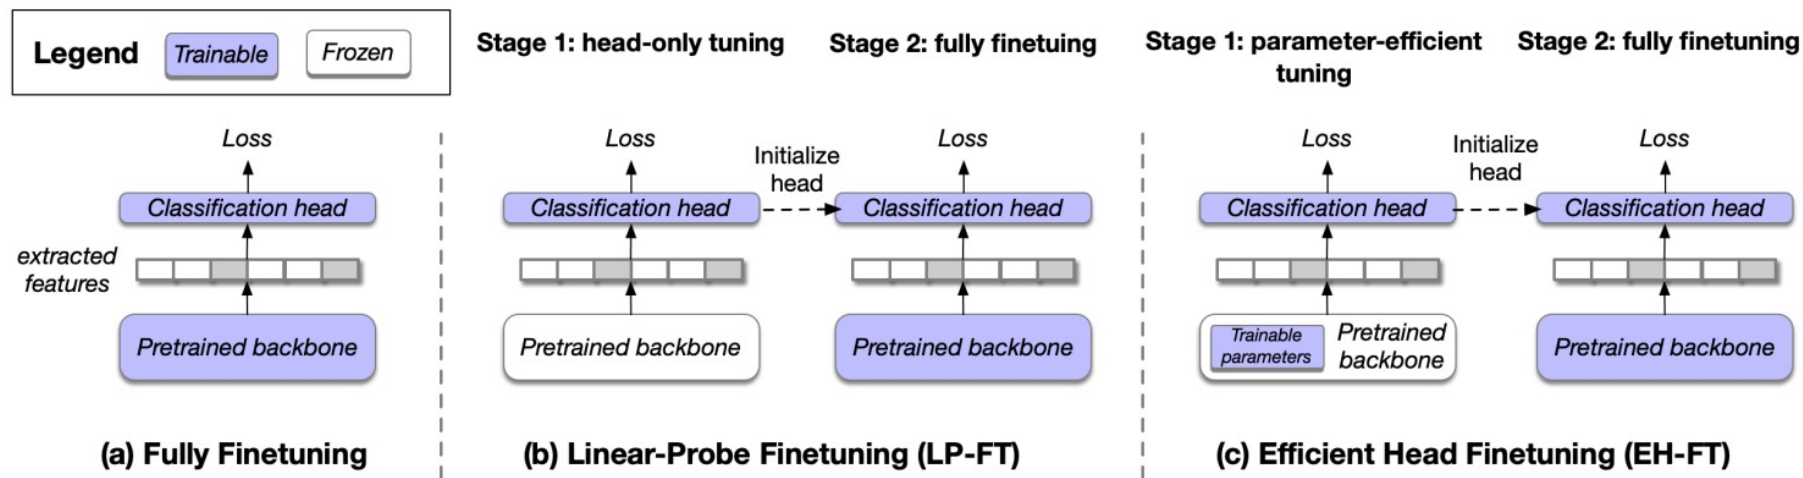 Legend
Trainable
Frozen
extracted
features
Loss
Classification head
Pretrained backbone
(a) Fully Finetuning
Stage 1: head-only tuning
Loss
Classification head
Pretrained backbone
Initialize
head
Stage 2: fully finetuing
Loss
Classification head
Pretrained backbone
(b) Linear-Probe Finetuning (LP-FT)
Stage 1: parameter-efficient
tuning
Loss
Classification head
Trainable
parameters
Pretrained
backbone
Initialize
head
Stage 2: fully finetuning
Loss
Classification head
Pretrained backbone
(c) Efficient Head Finetuning (EH-FT)